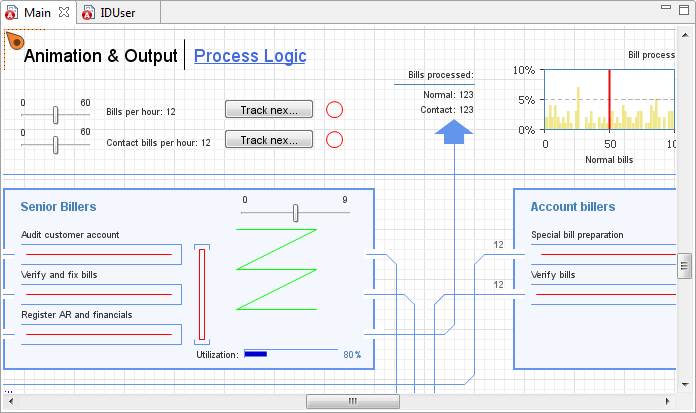 Main
IDUser
Animation & Output
Process Logic
Bills processed:
Normal: 123
Contact: 123
Bill process
10%
5%
0%
0 50 10
Normal bills
0 60
Bills per hour: 12
Track nex...
0 60
Contact bills per hour: 12
Track nex...
Senior Billers
0 9
Audit customer account
Verify and fix bills
Register AR and financials
Utilization:
80%
12
12
Account billers
Special bill preparation
Verify bills